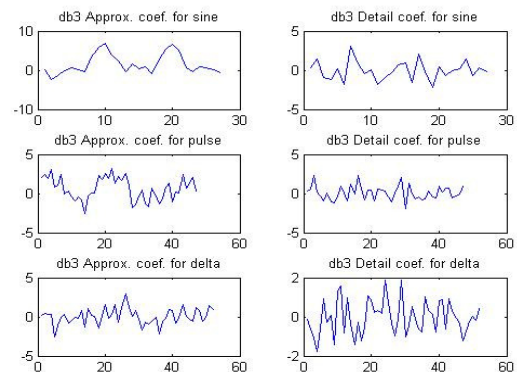 db3 Approx. coef. for sine
10
0
-10
0 10 20 30
db3 Detail coef. for sine
5
0
-5
0 10 20 30
db3 Approx. coef. for pulse
5
0
-5
0 20 40 60
db3 Detail coef. for pulse
5
0
-5
0 20 40 60
db3 Approx. coef. for delta
5
0
-5
0 20 40 60
db3 Detail coef. for delta
2
0
-2
0 20 40 60